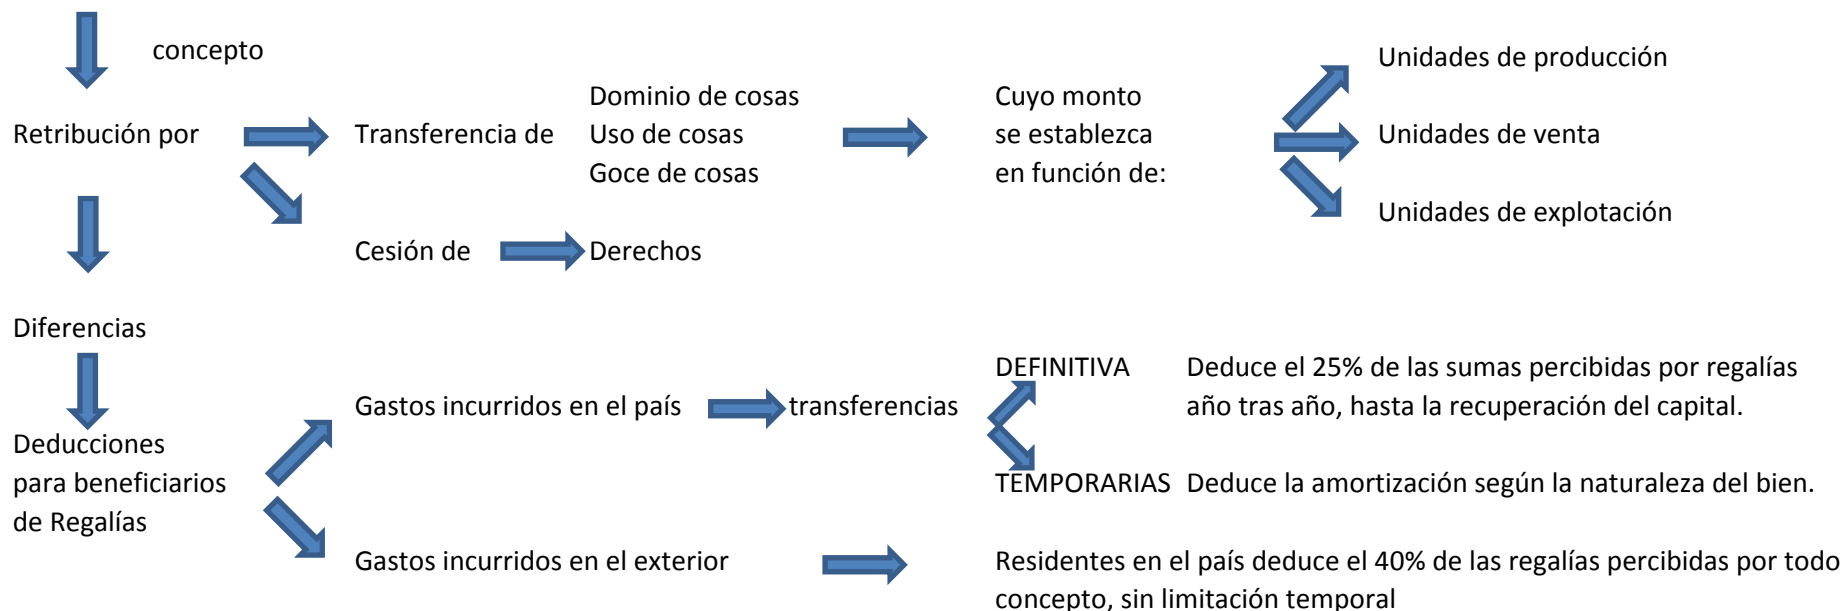 concepto
Unidades de producción
Retribución por
Transferencia de
Dominio de cosas
Uso de cosas
Goce de cosas
Cuyo monto
se establezca
en función de:
Unidades de venta
Unidades de explotación
Cesión de
Derechos
Diferencias
Deducciones
para beneficiarios
de Regalías
Gastos incurridos en el país
transferencias
DEFINITIVA
Deduce el 25% de las sumas percibidas por regalías
año tras año, hasta la recuperación del capital.
TEMPORARIAS
Deduce la amortización según la naturaleza del bien.
Gastos incurridos en el exterior
Residentes en el país deduce el 40% de las regalías percibidas por todo
concepto, sin limitación temporal